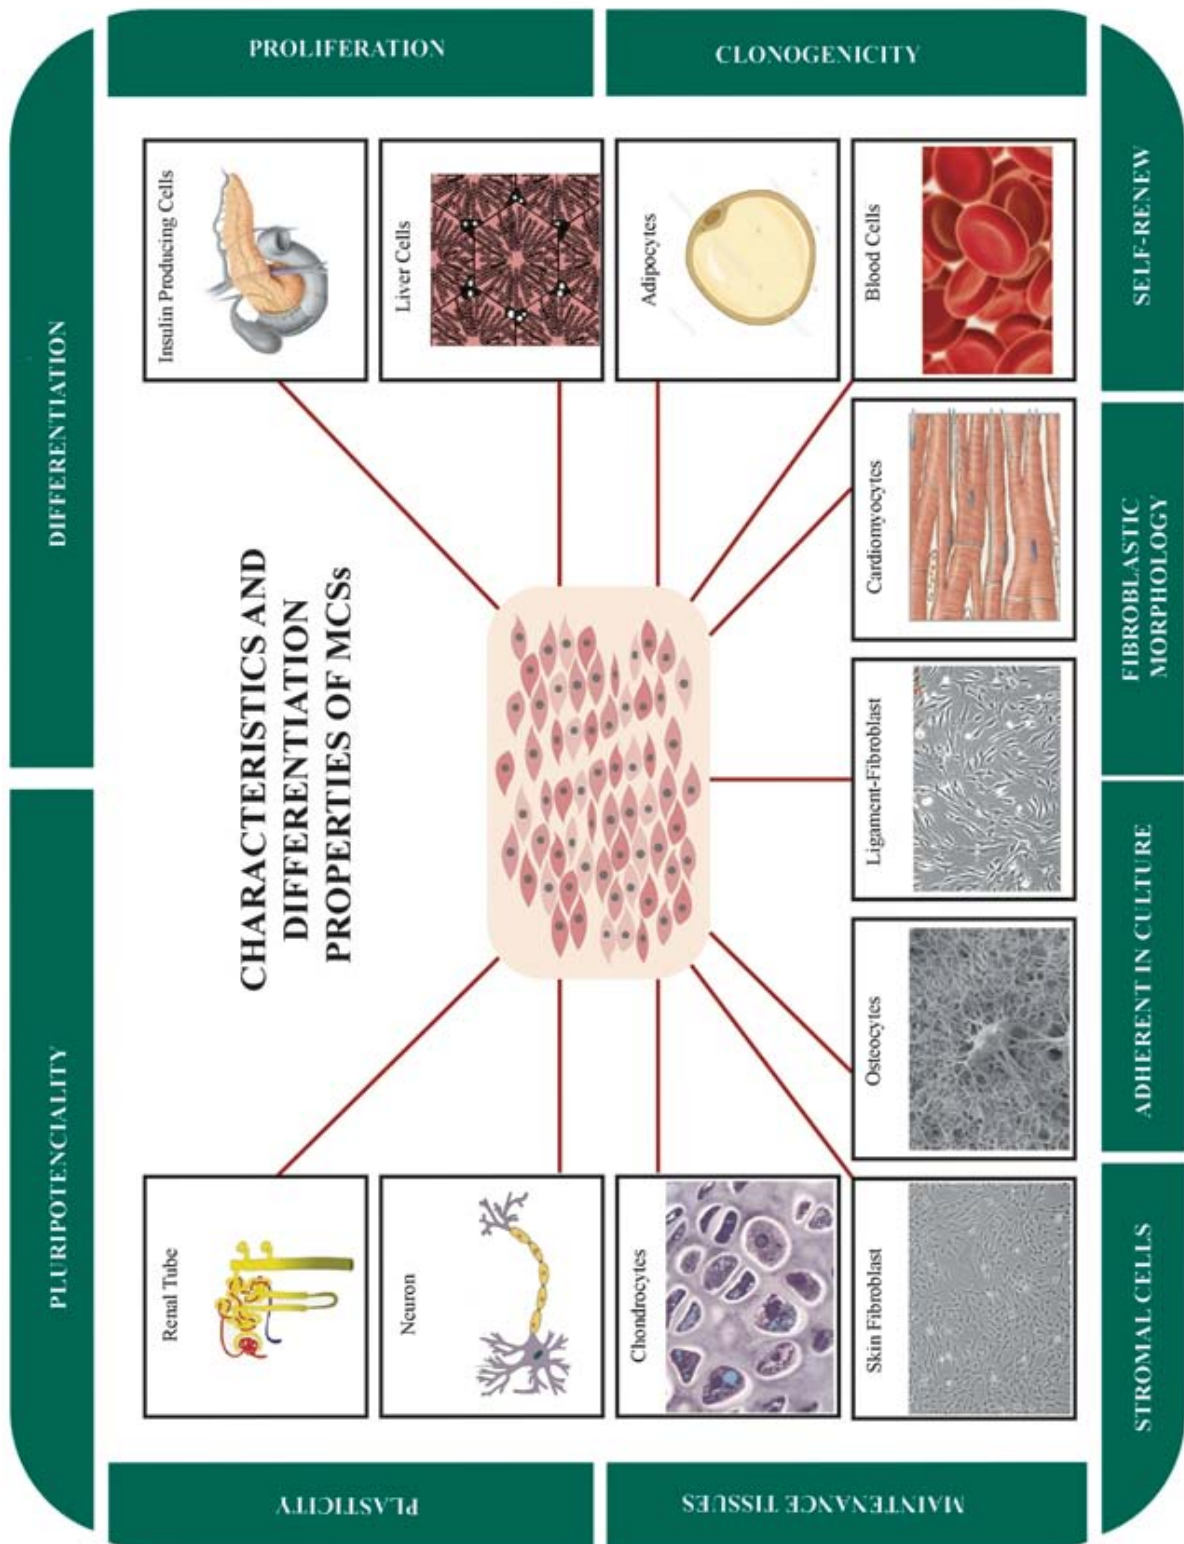 PLURIPOTENCIALITY
DIFFERENTIATION
PLASTICITY
MAINTENANCE TISSUES
PROLIFERATION
CLONOGENICITY
CHARACTERISTICS AND
DIFFERENTIATION
PROPERTIES OF MCSs
Renal Tube
Insulin Producing Cells
Neuron
Liver Cells
Chondrocytes
Adipocytes
Skin Fibroblast
Osteocytes
Ligament-Fibroblast
Cardiomyocytes
Blood Cells
STROMAL CELLS
ADHERENT IN CULTURE
FIBROBLASTIC
MORPHOLOGY
SELF-RENEW